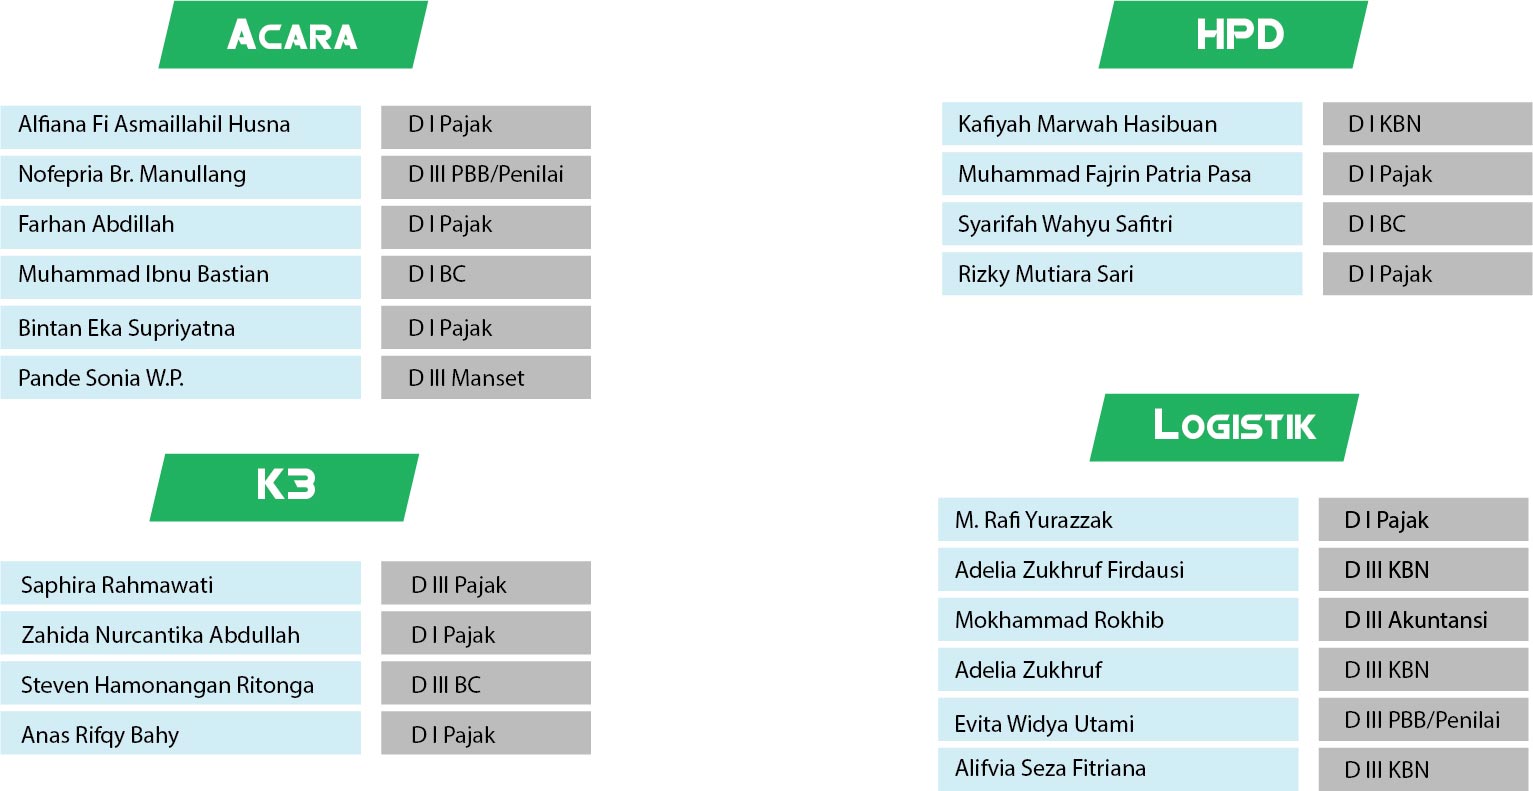 ACARA
Alfiana Fi Asmaillahil Husna D I Pajak
Nofepria Br. Manullang D III PBB/Penilai
Farhan Abdillah D I Pajak
Muhammad Ibnu Bastian D I BC
Bintan Eka Supriyatna D I Pajak
Pande Sonia W.P. D III Manset
K3
Saphira Rahmawati D III Pajak
Zahida Nurcantika Abdullah D I Pajak
Steven Hamonangan Ritonga D III BC
Anas Rifqy Bahy D I Pajak
HPD
Kafiyah Marwah Hasibuan D I KBN
Muhammad Fajrin Patria Pasa D I Pajak
Syarifah Wahyu Safitri D I BC
Rizky Mutiara Sari D I Pajak
LOGISTIK
M. Rafi Yurazzak D I Pajak
Adelia Zukhruf Firdausi D III KBN
Mokhammad Rokhib D III Akuntansi
Adelia Zukhruf D III KBN
Evita Widya Utami D III PBB/Penilai
Alifvia Seza Fitriana D III KBN